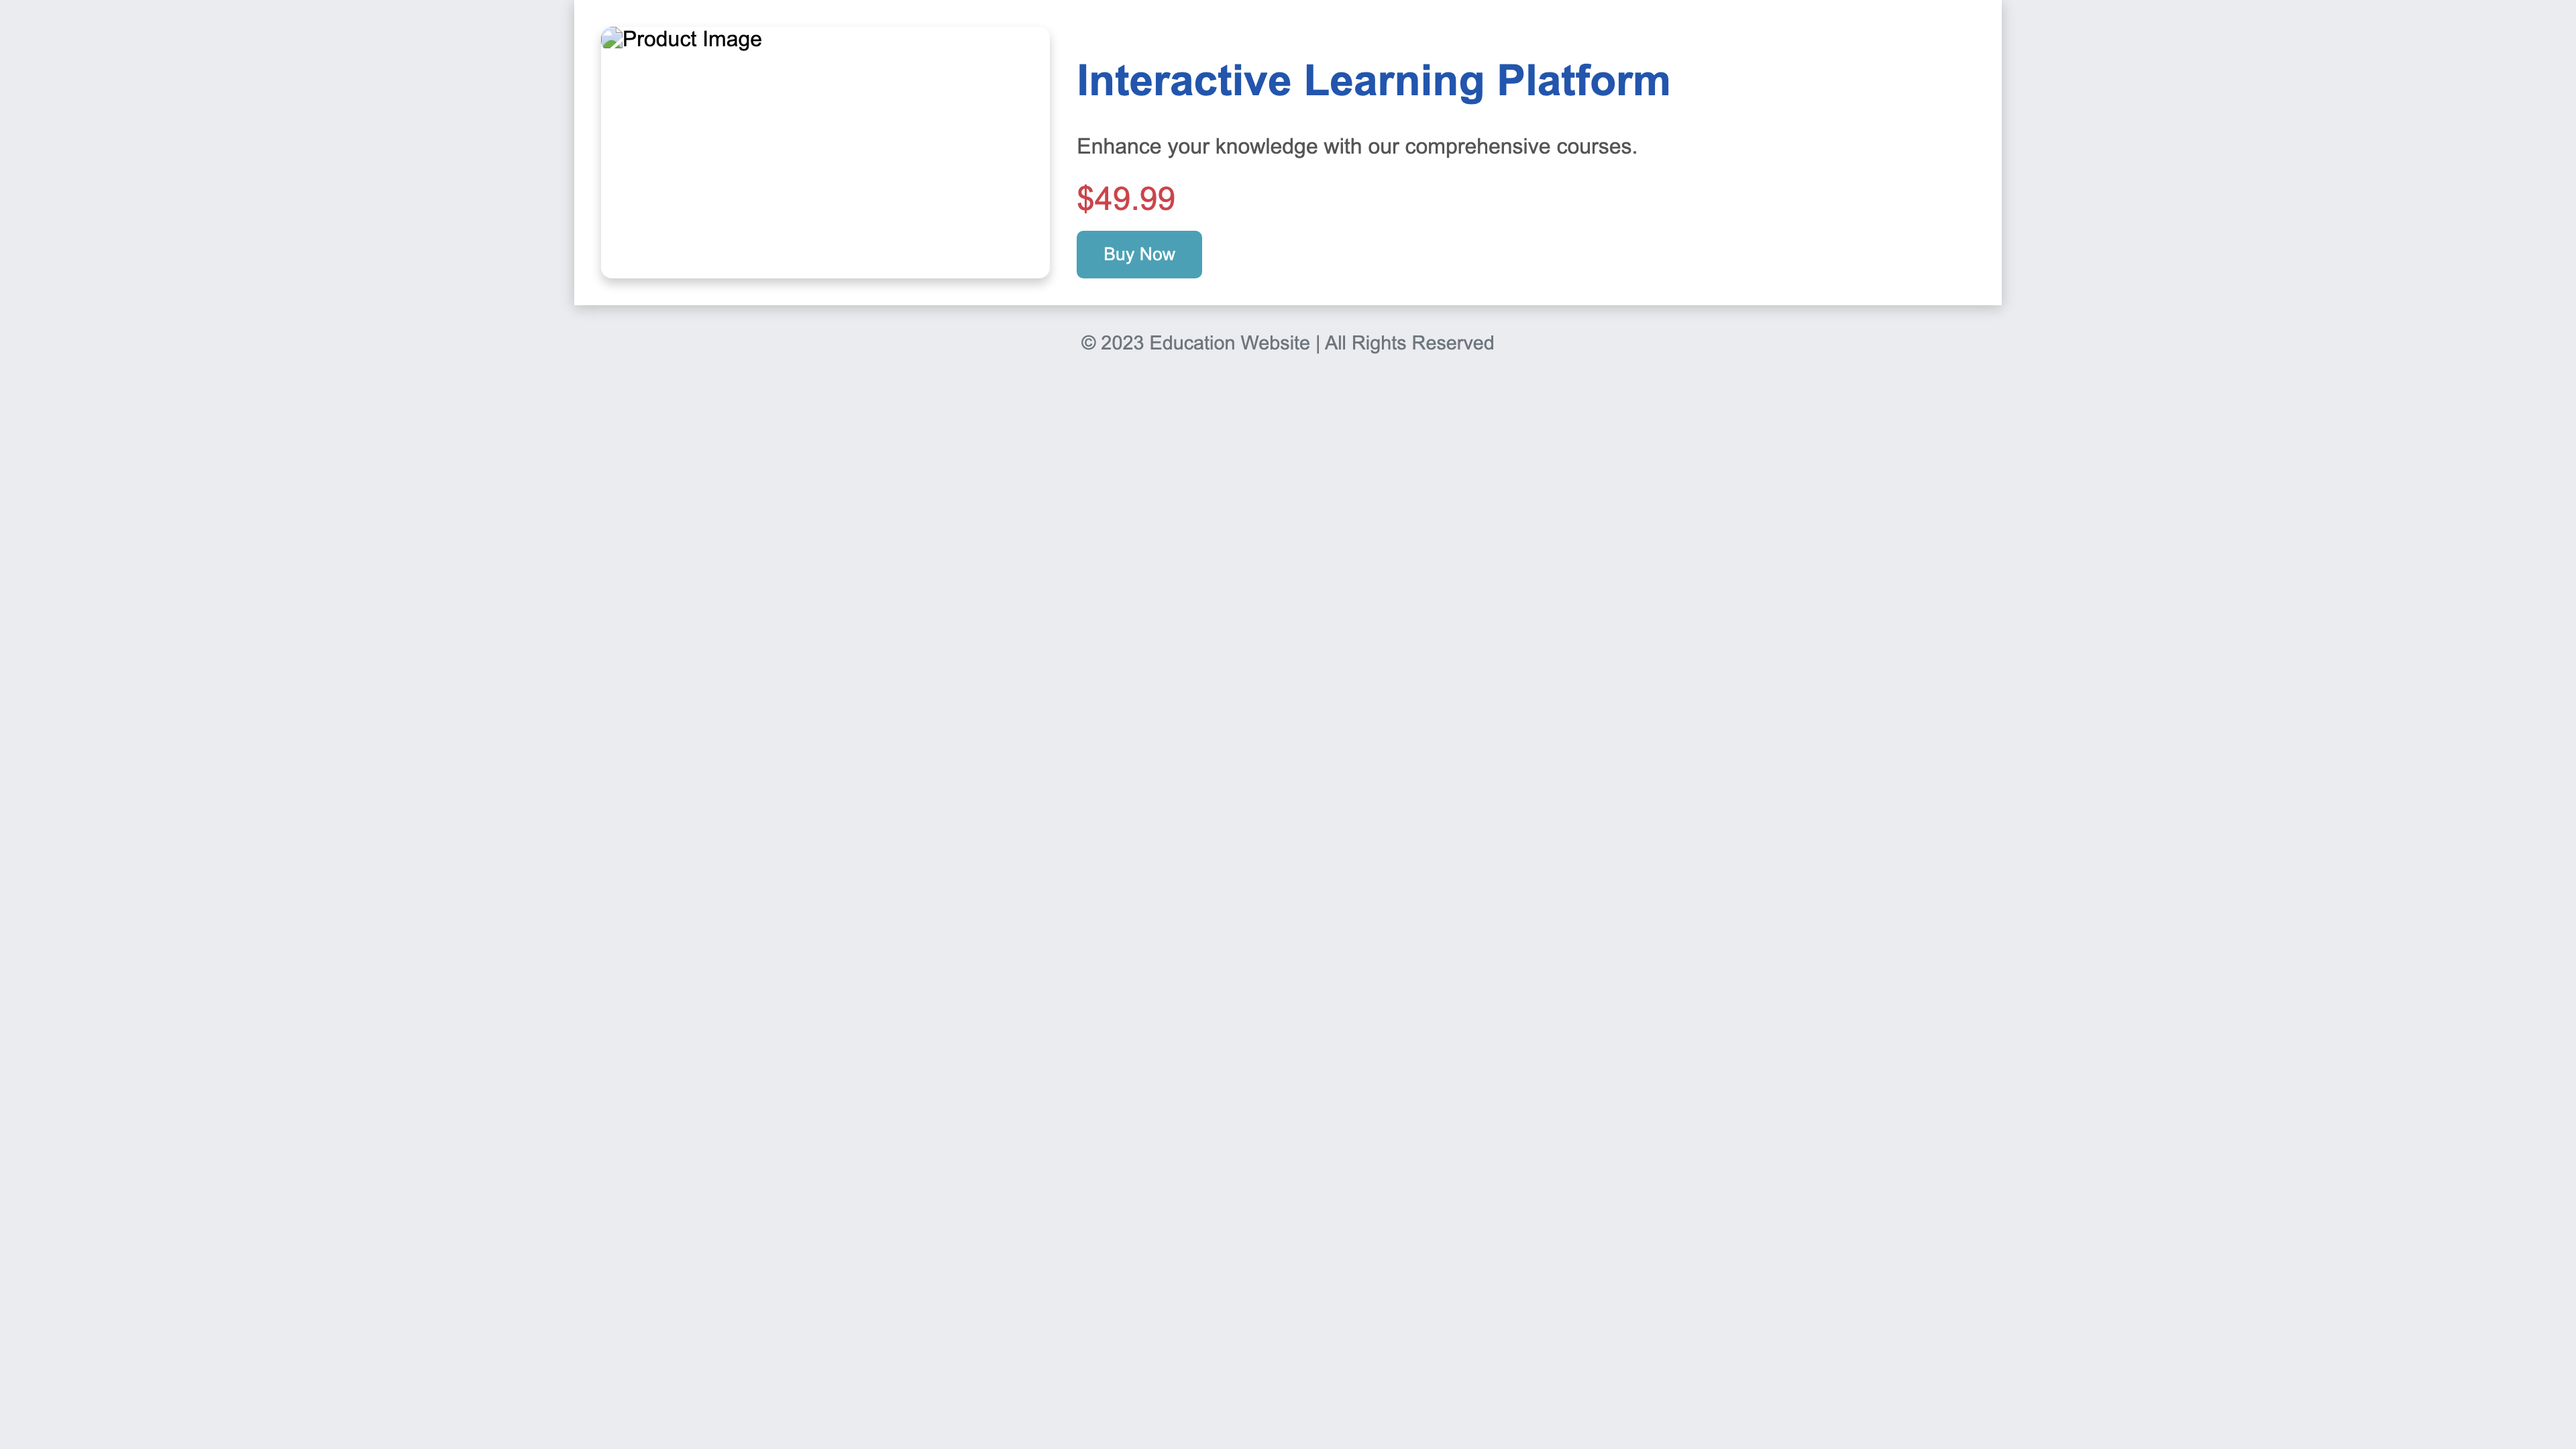 Product Image
Interactive Learning Platform
Enhance your knowledge with our comprehensive courses.
$49.99
Buy Now
© 2023 Education Website | All Rights Reserved